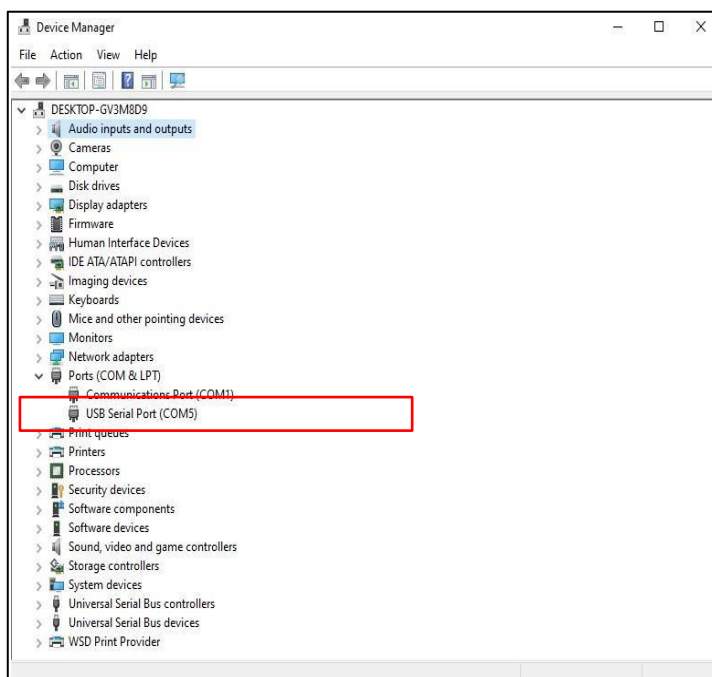 Device Manager
File Action View Help
DESKTOP-GV3M8D9
Audio inputs and outputs
Cameras
Computer
Disk drives
Display adapters
Firmware
Human Interface Devices
IDE ATA/ATAPI controllers
Imaging devices
Keyboards
Mice and other pointing devices
Monitors
Network adapters
Ports (COM & LPT)
Communications Port (COM1)
USB Serial Port (COM5)
Print queues
Printers
Processors
Security devices
Software components
Software devices
Sound, video and game controllers
Storage controllers
System devices
Universal Serial Bus controllers
Universal Serial Bus devices
WSD Print Provider